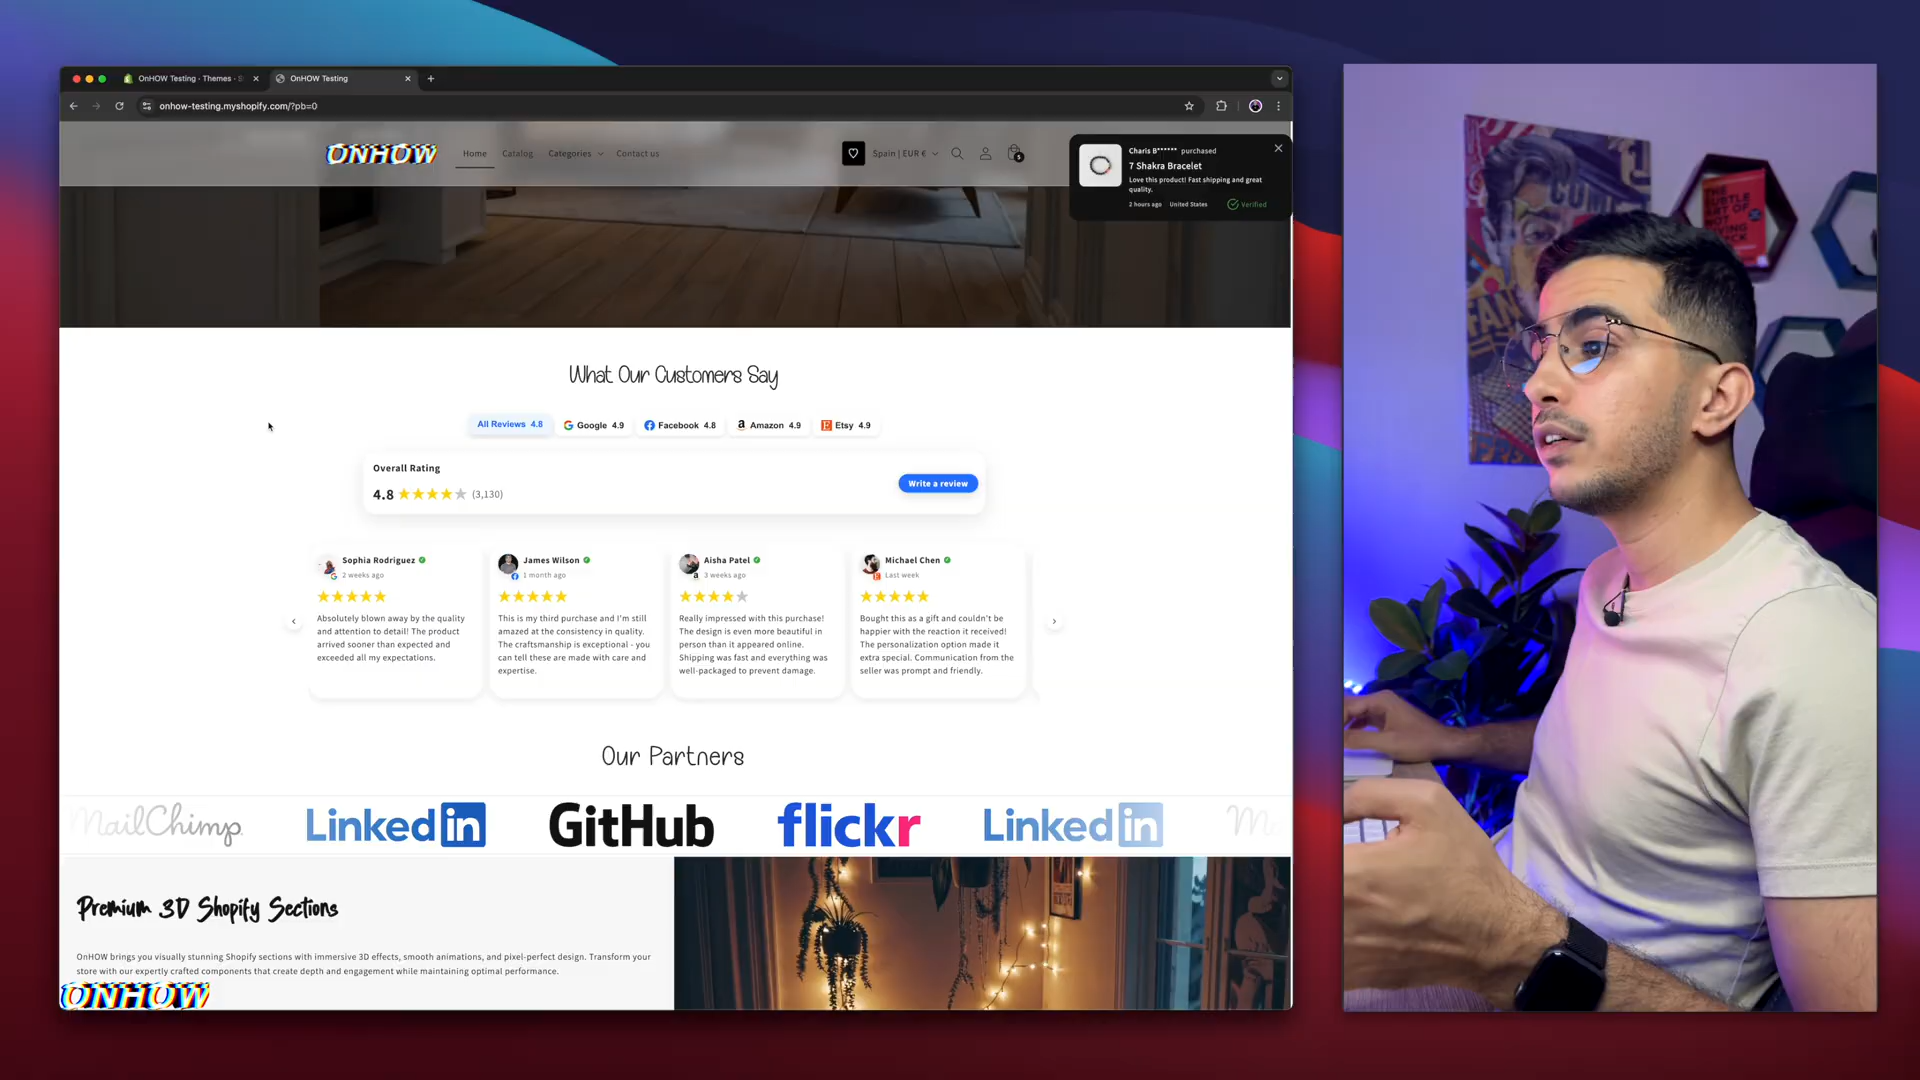 OnHOW Testing · Themes ·
OnHOW Testing
onhow-testing.myshopify.com/?pb=0
ONHOW
Home
Catalog
Categories
Contact us
Spain | EUR €
5
Charis B****** purchased
7 Shakra Bracelet
Love this product! Fast shipping and great
quality.
2 hours ago
United States
Verified
What Our Customers Say
All Reviews 4.8
Google 4.9
Facebook 4.8
Amazon 4.9
Etsy 4.9
Overall Rating
4.8
(3,130)
Write a review
Sophia Rodriguez
2 weeks ago
Absolutely blown away by the quality
and attention to detail! The product
arrived sooner than expected and
exceeded all my expectations.
James Wilson
1 month ago
This is my third purchase and I'm still
amazed at the consistency in quality.
The craftsmanship is exceptional - you
can tell these are made with care and
expertise.
Aisha Patel
3 weeks ago
Really impressed with this purchase!
The design is even more beautiful in
person than it appeared online.
Shipping was fast and everything was
well-packaged to prevent damage.
Michael Chen
Last week
Bought this as a gift and couldn't be
happier with the reaction it received!
The personalization option made it
extra special. Communication from the
seller was prompt and friendly.
Our Partners
MailChimp
LinkedIn
GitHub
flickr
LinkedIn
Premium 3D Shopify Sections
OnHOW brings you visually stunning Shopify sections with immersive 3D effects, smooth animations, and pixel-perfect design. Transform your
store with our expertly crafted components that create depth and engagement while maintaining optimal performance.
ONHOW
THE
SUBTLE
ART OF
NOT
GIVING